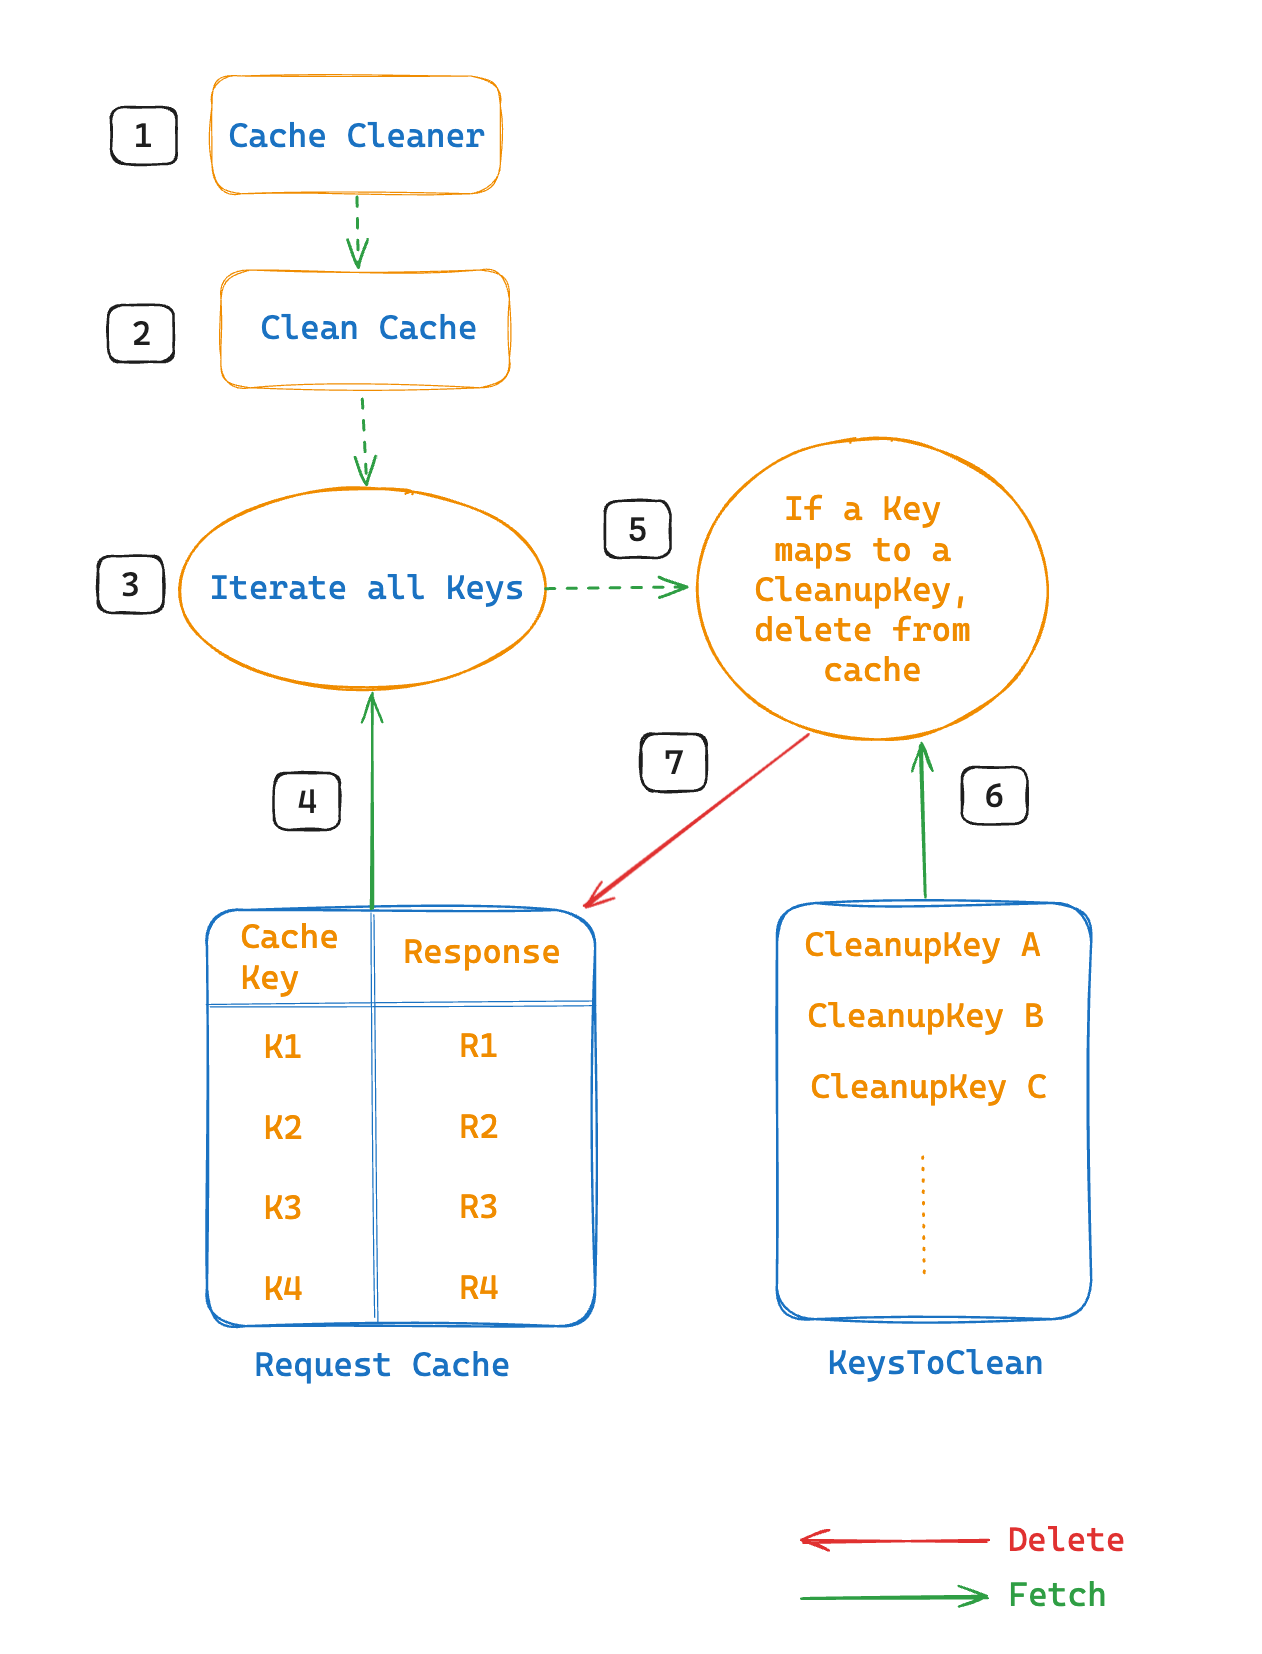 1
Cache Cleaner
2
Clean Cache
3
Iterate all Keys
5
If a Key
maps to a
CleanupKey,
delete from
cache
4
7
6
Cache
Key
Response
K1
R1
K2
R2
K3
R3
K4
R4
Request Cache
CleanupKey A
CleanupKey B
CleanupKey C
KeysToClean
Delete
Fetch